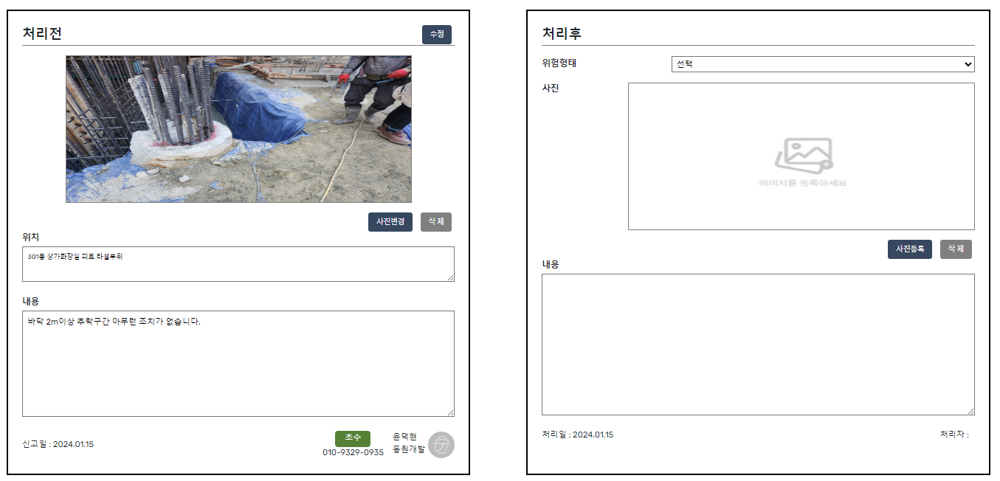 처리전
수정
사진변경
삭제
위치
301동 상가화장실 피트 타설부위
내용
바닥 2m이상 추락구간 아무런 조치가 없습니다.
신고일 : 2024.01.15
초수
010-9329-0935
윤덕현
동원개발
처리후
위험형태
선택
사진
이미지를 등록하세요
사진등록
삭제
내용
처리일 : 2024.01.15
처리자 :